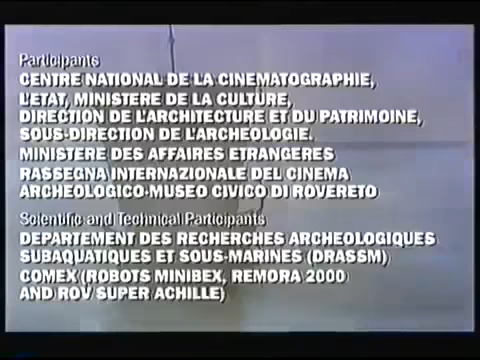 Participants
CENTRE NATIONAL DE LA CINEMATOGRAPHIE,
L'ETAT, MINISTERE DE LA CULTURE,
DIRECTION DE L'ARCHITECTURE ET DU PATRIMOINE,
SOUS-DIRECTION DE L'ARCHEOLOGIE.
MINISTERE DES AFFAIRES ETRANGERES
RASSEGNA INTERNAZIONALE DEL CINEMA
ARCHEOLOGICO-MUSEO CIVICO DI ROVERETO
Scientific and Technical Participants
DEPARTEMENT DES RECHERCHES ARCHEOLOGIQUES
SUBAQUATIQUES ET SOUS-MARINES (DRASSM)
COMEX (ROBOTS MINIBEX, REMORA 2000
AND ROV SUPER ACHILLE)